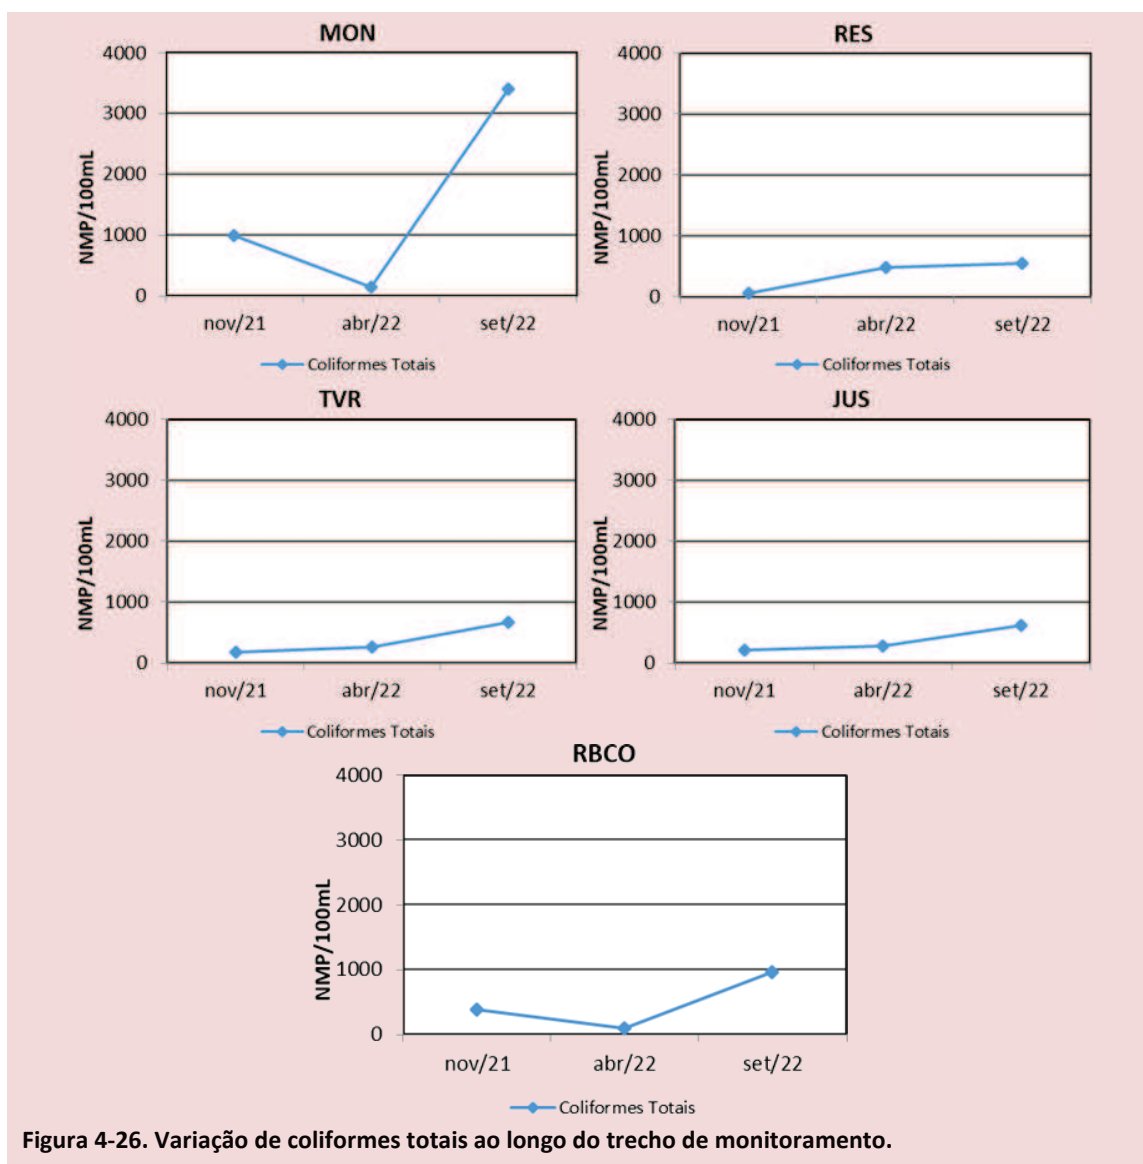 MON
4000
3000
2000
1000
0
NMP/100mL
nov/21 abr/22 set/22
Coliformes Totais
RES
4000
3000
2000
1000
0
NMP/100mL
nov/21 abr/22 set/22
Coliformes Totais
TVR
4000
3000
2000
1000
0
NMP/100mL
nov/21 abr/22 set/22
Coliformes Totais
JUS
4000
3000
2000
1000
0
NMP/100mL
nov/21 abr/22 set/22
Coliformes Totais
RBCO
4000
3000
2000
1000
0
NMP/100mL
nov/21 abr/22 set/22
Coliformes Totais
Figura 4-26. Variação de coliformes totais ao longo do trecho de monitoramento.